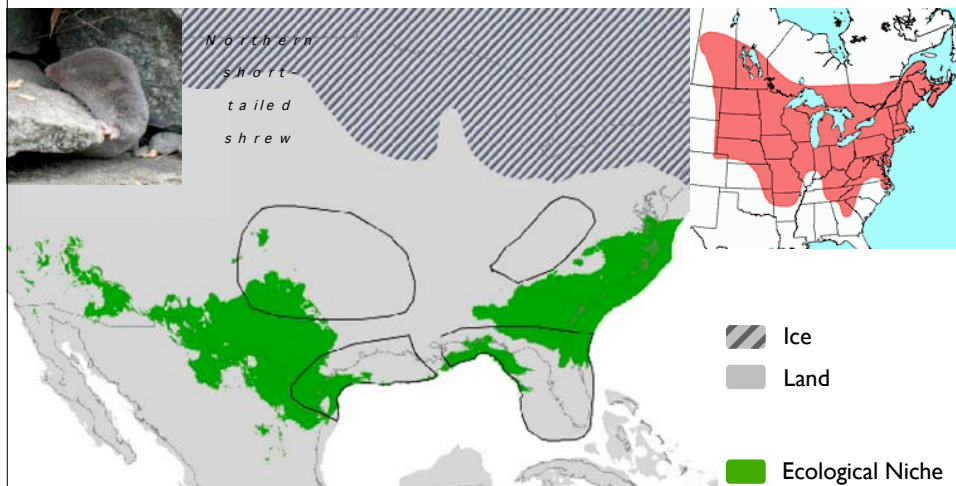 Northern
short-
tailed
shrew
Ice
Land
Ecological Niche